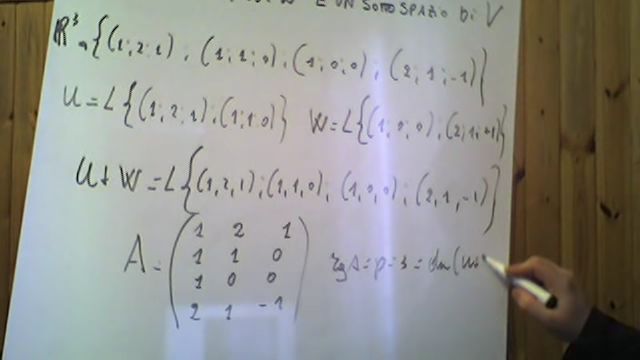 È UN SOTTOSPAZIO DI V
R³ {(1;2;1), (1;1;0), (1;0;0); (2;1;-1)}
U=L{(1;2;1);(1;1;0)} W=L{(1;0;0);(2;1;-1)}
U+W=L{(1,2,1);(1,1,0), (1,0,0);(2,1,-1)}
1 2 1
A= 1 1 0 rgA=p=3=dim(U+
1 0 0
2 1 -1